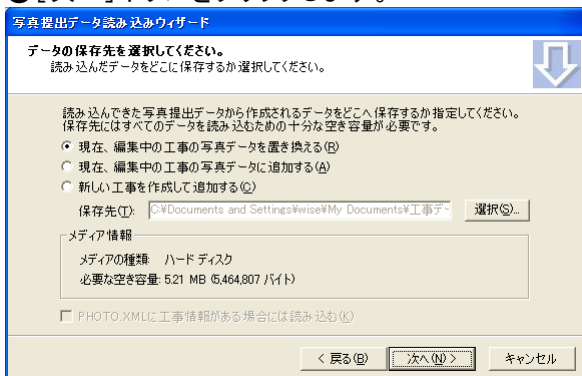 写真提出データ読み込みウィザード
データの保存先を選択してください。
読み込んだデータをどこに保存するか選択してください。
読み込んできた写真提出データから作成されるデータをどこへ保存するか指定してください。
保存先にはすべてのデータを読み込むための十分な空き容量が必要です。
現在、編集中の工事の写真データを置き換える(R)
現在、編集中の工事の写真データに追加する(A)
新しい工事を作成して追加する(C)
保存先(T): C:¥Documents and Settings¥wise¥My Documents¥工事デー 選択(S)...
メディア情報
メディアの種類: ハード ディスク
必要な空き容量: 5.21 MB (5,464,807 バイト)
PHOTO.XMLに工事情報がある場合には読み込む(K)
< 戻る(B) 次へ(N) > キャンセル